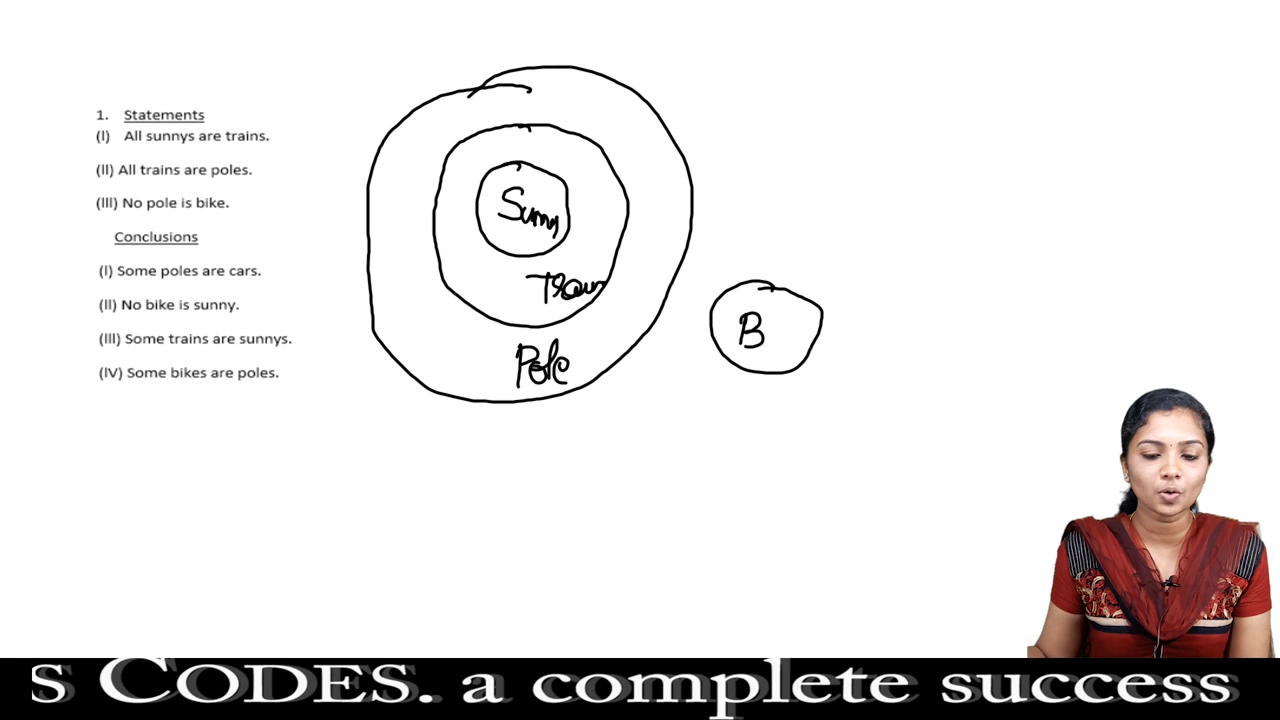 1. Statements
(I) All sunnys are trains.
(II) All trains are poles.
(III) No pole is bike.
Conclusions
(I) Some poles are cars.
(II) No bike is sunny.
(III) Some trains are sunnys.
(IV) Some bikes are poles.
Sunny
Train
Pole
B
s CODES. a complete success